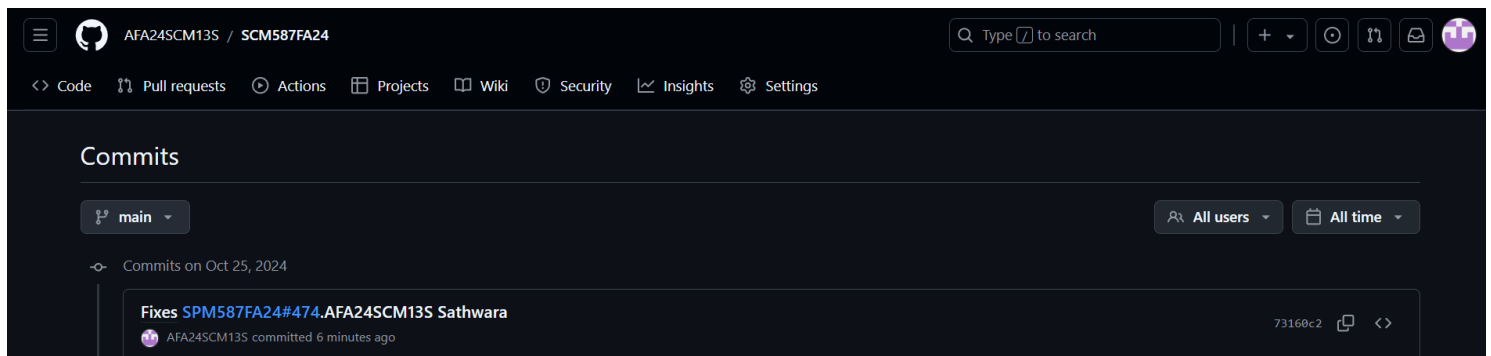 AFA24SCM13S / SCM587FA24 Type / to search
Code Pull requests Actions Projects Wiki Security Insights Settings
Commits
main All users All time
Commits on Oct 25, 2024
Fixes SPM587FA24#474.AFA24SCM13S Sathwara
AFA24SCM13S committed 6 minutes ago
73160c2